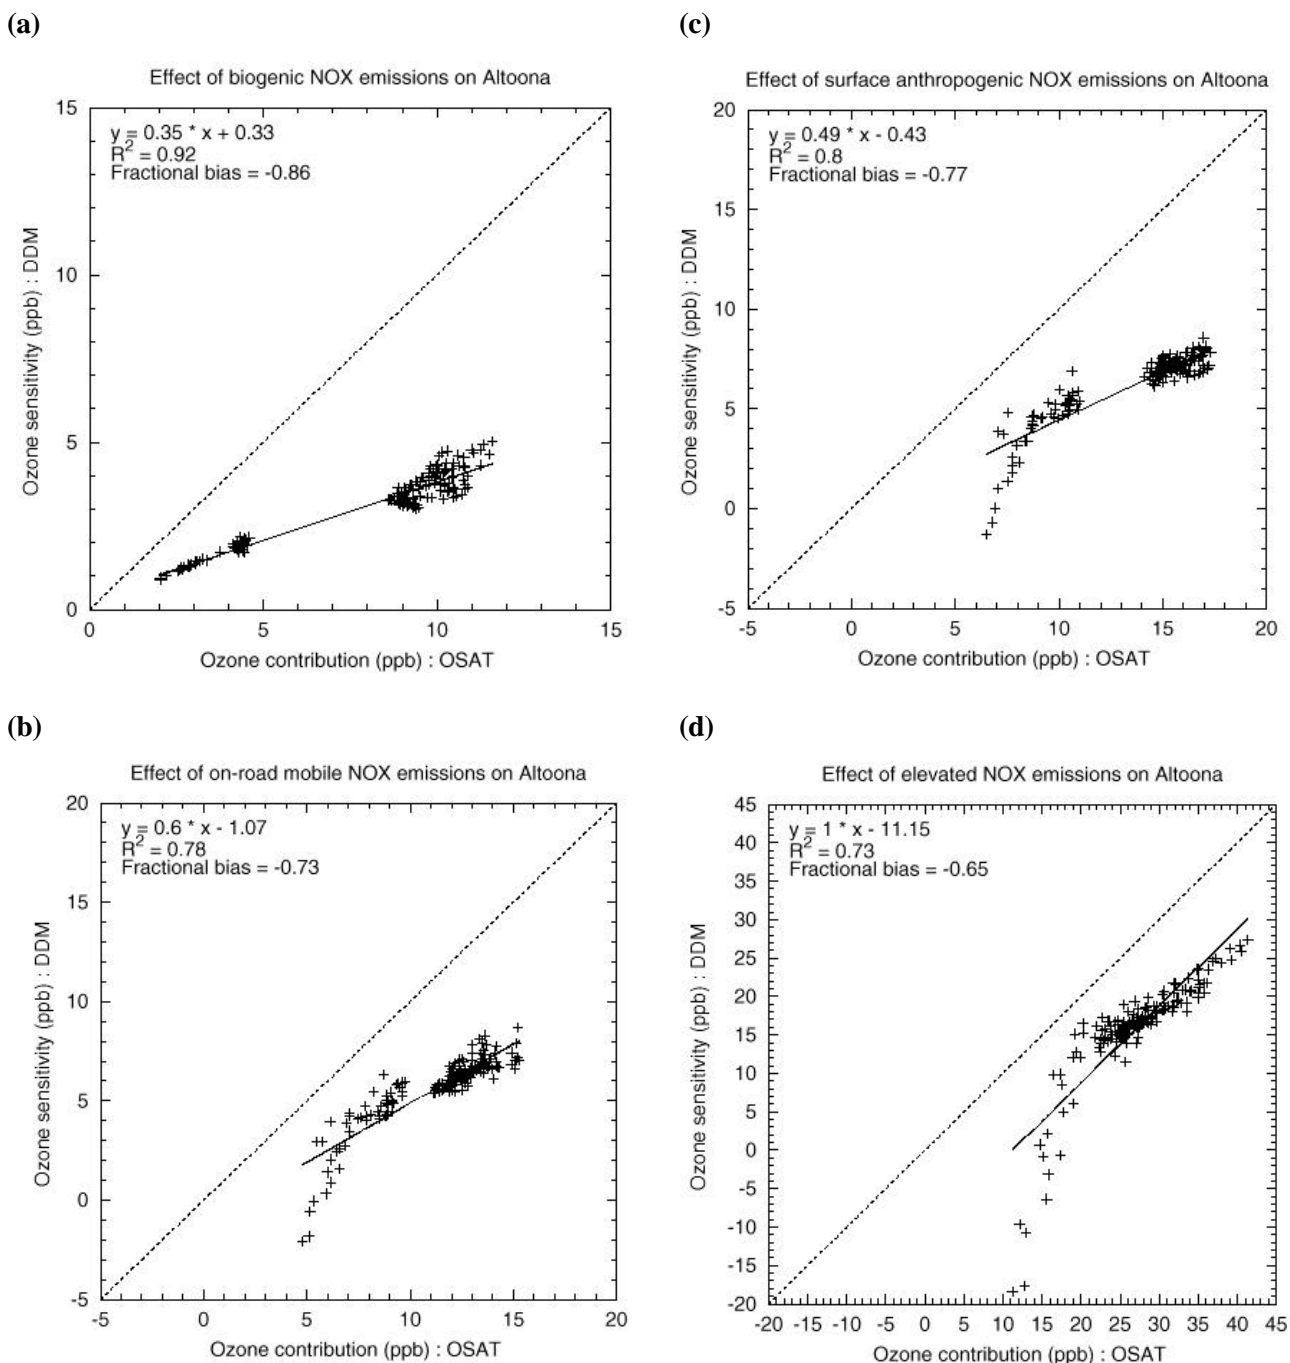 (a)
Effect of biogenic NOX emissions on Altoona
y = 0.35 * x + 0.33
R2 = 0.92
Fractional bias = -0.86
15
10
5
0
0 5 10 15
Ozone sensitivity (ppb) : DDM
Ozone contribution (ppb) : OSAT
(c)
Effect of surface anthropogenic NOX emissions on Altoona
y = 0.49 * x - 0.43
R2 = 0.8
Fractional bias = -0.77
20
15
10
5
0
-5
-5 0 5 10 15 20
Ozone sensitivity (ppb) : DDM
Ozone contribution (ppb) : OSAT
(b)
Effect of on-road mobile NOX emissions on Altoona
y = 0.6 * x - 1.07
R2 = 0.78
Fractional bias = -0.73
20
15
10
5
0
-5
-5 0 5 10 15 20
Ozone sensitivity (ppb) : DDM
Ozone contribution (ppb) : OSAT
(d)
Effect of elevated NOX emissions on Altoona
y = 1 * x - 11.15
R2 = 0.73
Fractional bias = -0.65
45
40
35
30
25
20
15
10
5
0
-5
-10
-15
-20
-20 -15 -10 -5 0 5 10 15 20 25 30 35 40 45
Ozone sensitivity (ppb) : DDM
Ozone contribution (ppb) : OSAT